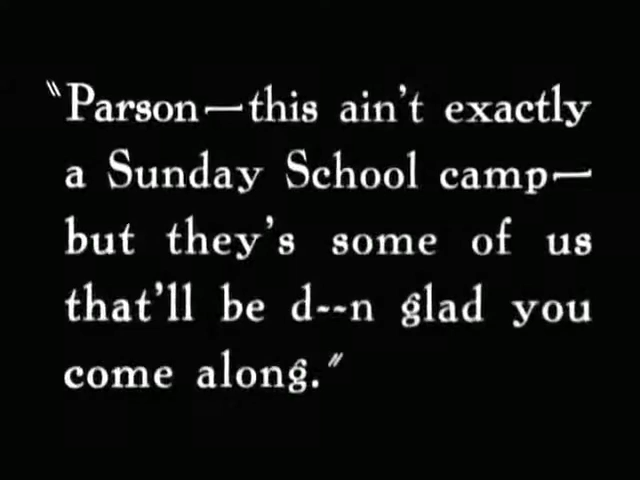 "Parson—this ain't exactly
a Sunday School camp—
but they's some of us
that'll be d--n glad you
come along."